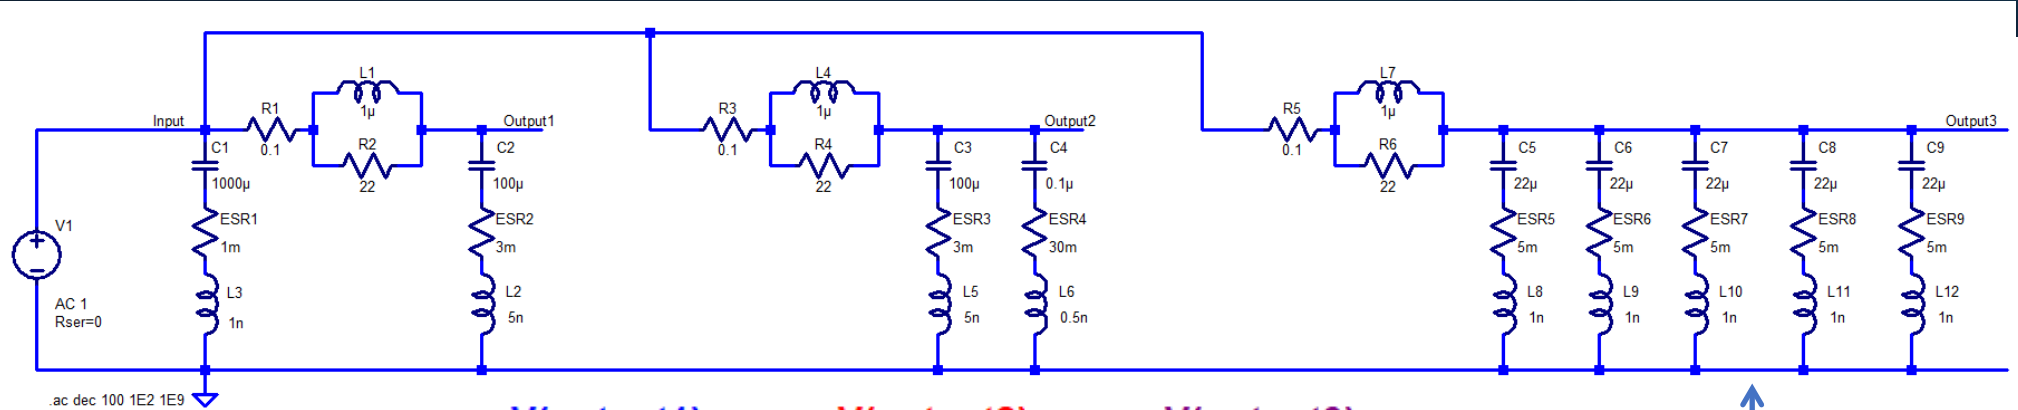 Input
V1
AC 1
Rser=0
.ac dec 100 1E2 1E9
C1
1000µ
ESR1
1m
L3
1n
R1
0.1
L1
1µ
R2
22
Output1
C2
100µ
ESR2
3m
L2
5n
R3
0.1
L4
1µ
R4
22
Output2
C3
100µ
ESR3
3m
L5
5n
C4
0.1µ
ESR4
30m
L6
0.5n
R5
0.1
L7
1µ
R6
22
Output3
C5
22µ
ESR5
5m
L8
1n
C6
22µ
ESR6
5m
L9
1n
C7
22µ
ESR7
5m
L10
1n
C8
22µ
ESR8
5m
L11
1n
C9
22µ
ESR9
5m
L12
1n